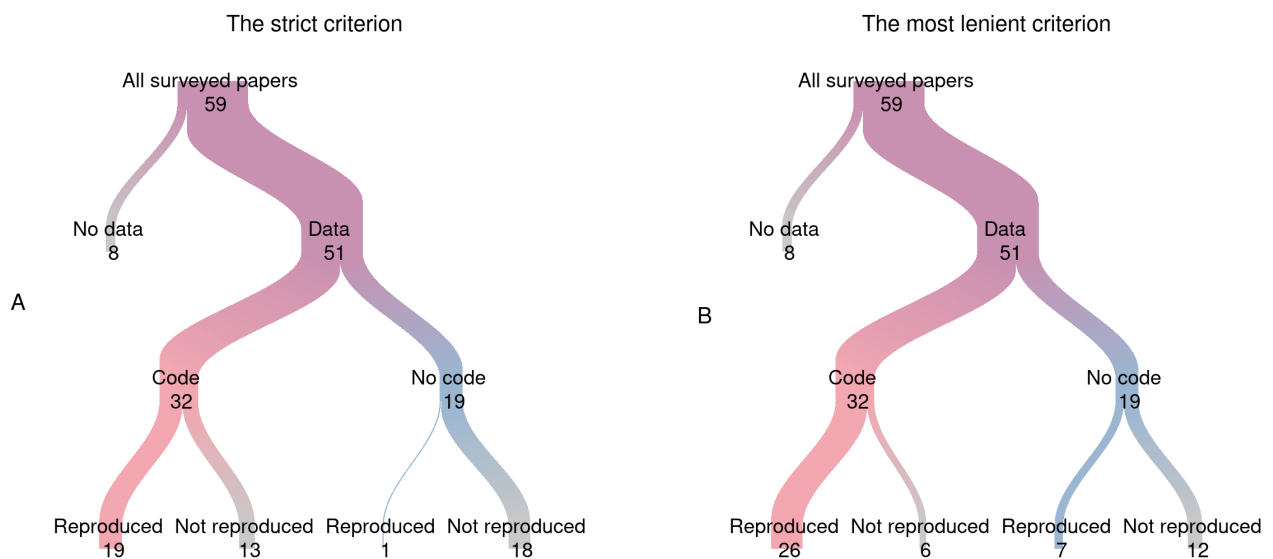 The strict criterion
All surveyed papers
59
No data
8
Data
51
A
Code
32
No code
19
Reproduced
19
Not reproduced
13
Reproduced
1
Not reproduced
18
The most lenient criterion
All surveyed papers
59
No data
8
Data
51
B
Code
32
No code
19
Reproduced
26
Not reproduced
6
Reproduced
7
Not reproduced
12